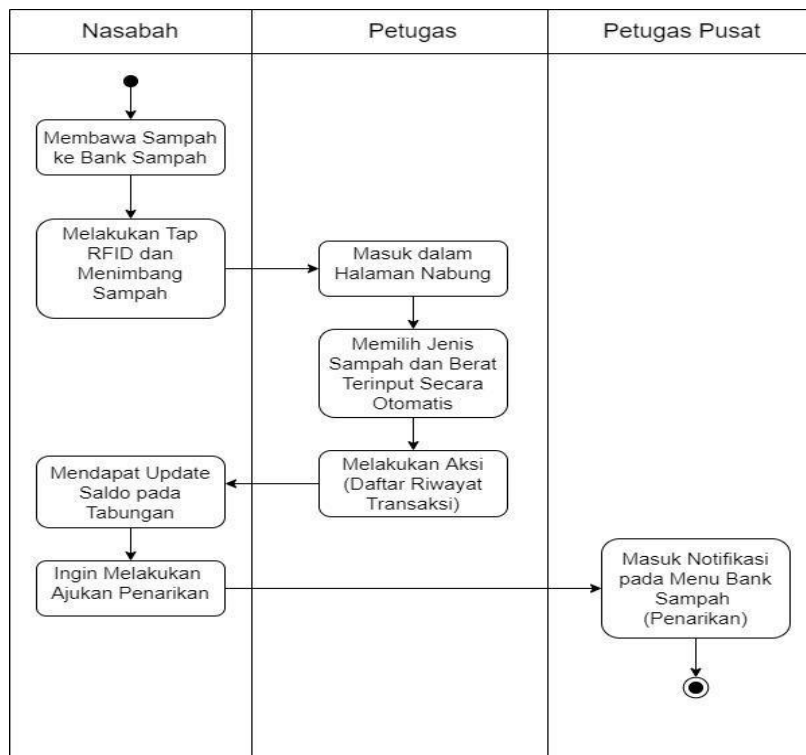 Nasabah
Petugas
Petugas Pusat
Membawa Sampah
ke Bank Sampah
Melakukan Tap
RFID dan
Menimbang
Sampah
Masuk dalam
Halaman Nabung
Memilih Jenis
Sampah dan Berat
Terinput Secara
Otomatis
Melakukan Aksi
(Daftar Riwayat
Transaksi)
Mendapat Update
Saldo pada
Tabungan
Ingin Melakukan
Ajukan Penarikan
Masuk Notifikasi
pada Menu Bank
Sampah
(Penarikan)